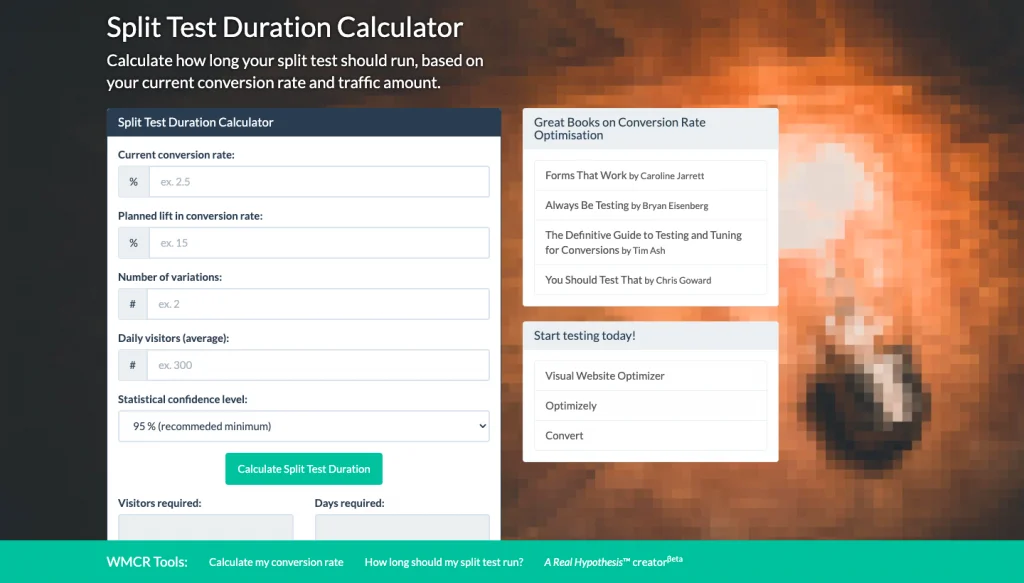 Split Test Duration Calculator
Calculate how long your split test should run, based on
your current conversion rate and traffic amount.
Split Test Duration Calculator
Current conversion rate:
% ex. 2.5
Planned lift in conversion rate:
% ex. 15
Number of variations:
# ex. 2
Daily visitors (average):
# ex. 300
Statistical confidence level:
95 % (recommeded minimum)
Calculate Split Test Duration
Visitors required: Days required:
Great Books on Conversion Rate
Optimisation
Forms That Work by Caroline Jarrett
Always Be Testing by Bryan Eisenberg
The Definitive Guide to Testing and Tuning
for Conversions by Tim Ash
You Should Test That by Chris Goward
Start testing today!
Visual Website Optimizer
Optimizely
Convert
WMCR Tools: Calculate my conversion rate How long should my split test run? A Real Hypothesis™ creatorBeta